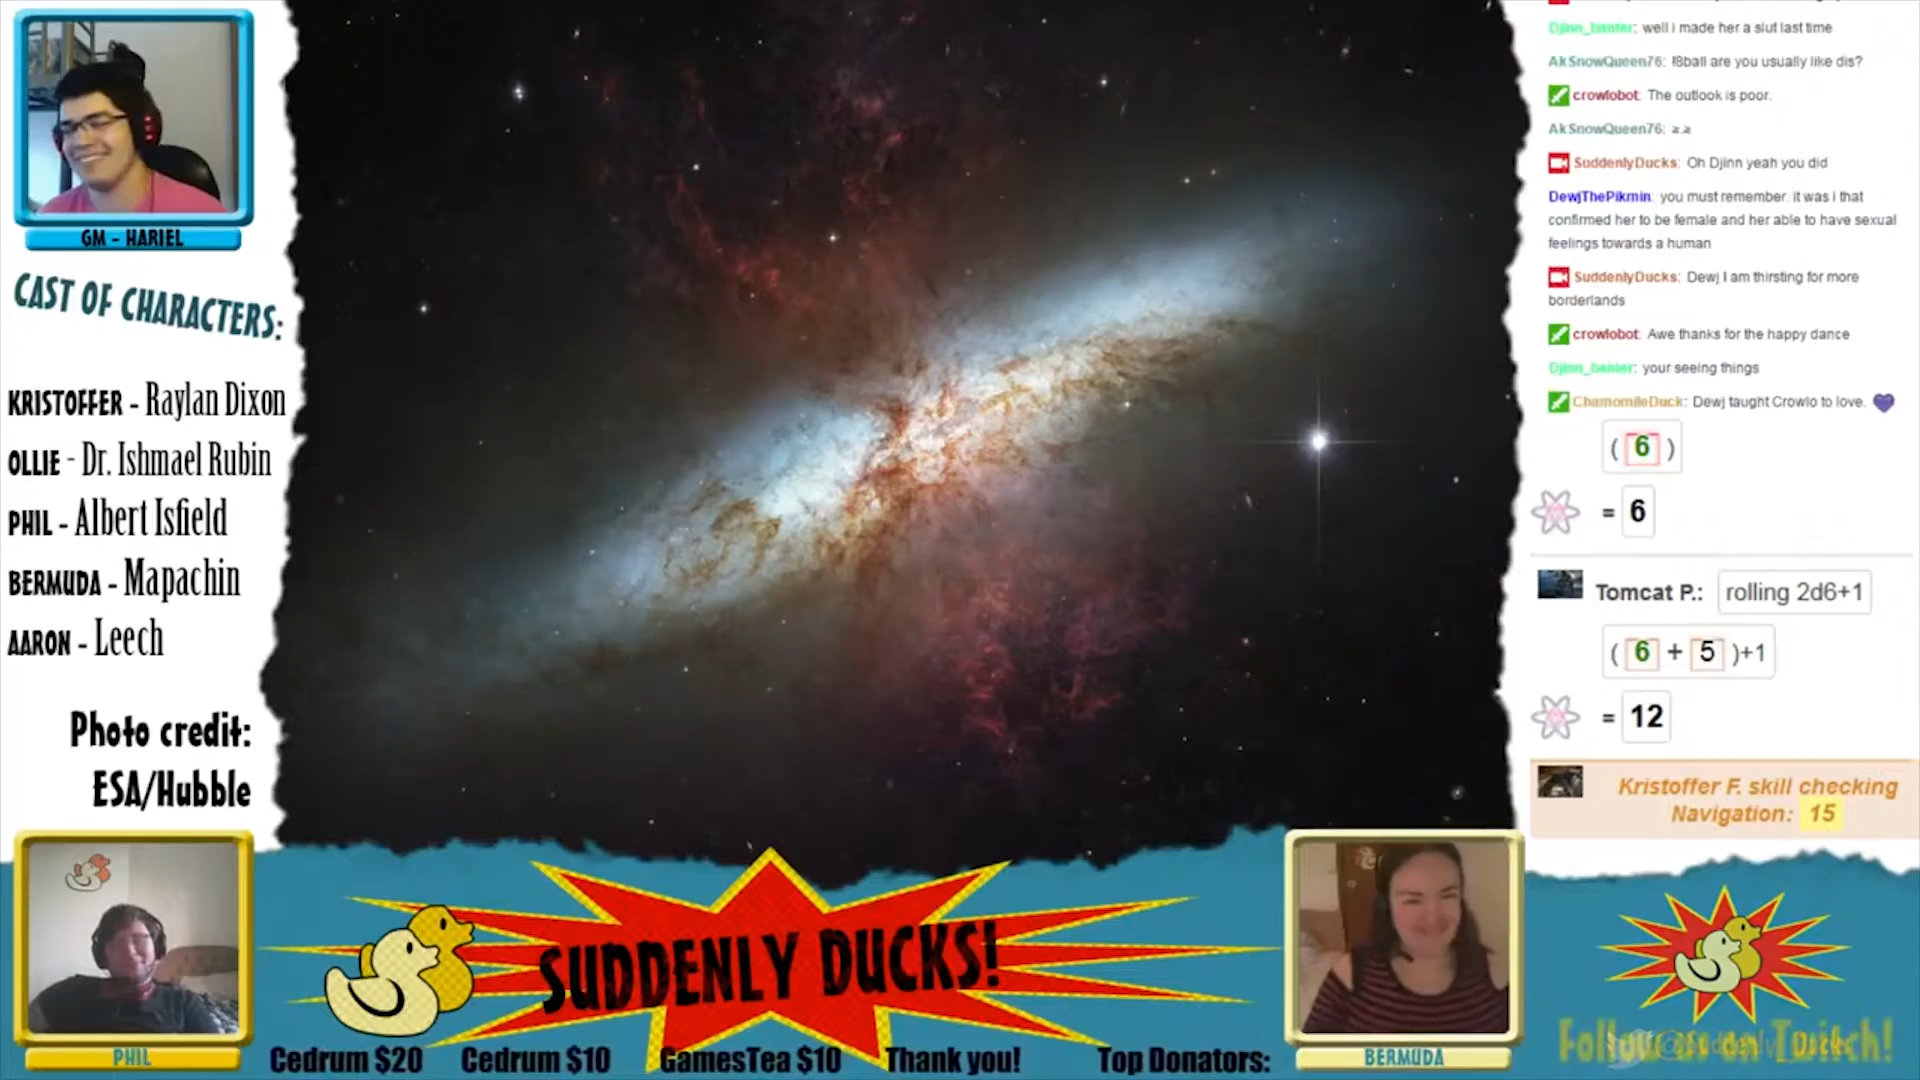 GM - HARIEL
CAST OF CHARACTERS:
KRISTOFFER - Raylan Dixon
OLLIE - Dr. Ishmael Rubin
PHIL - Albert Isfield
BERMUDA - Mapachin
AARON - Leech
Photo credit:
ESA/Hubble
PHIL
SUDDENLY DUCKS!
Cedrum $20 Cedrum $10 GamesTea $10 Thank you! Top Donators:
BERMUDA
Djinn_banter: well i made her a slut last time
AkSnowQueen76: !8ball are you usually like dis?
crowlobot: The outlook is poor.
AkSnowQueen76: ಠ.ಠ
SuddenlyDucks: Oh Djinn yeah you did
DewjThePikmin: you must remember. it was i that
confirmed her to be female and her able to have sexual
feelings towards a human
SuddenlyDucks: Dewj I am thirsting for more
borderlands
crowlobot: Awe thanks for the happy dance
Djinn_banter: your seeing things
ChamomileDuck: Dewj taught Crowlo to love.
( 6 )
= 6
Tomcat P.: rolling 2d6+1
( 6 + 5 )+1
= 12
Kristoffer F. skill checking
Navigation: 15